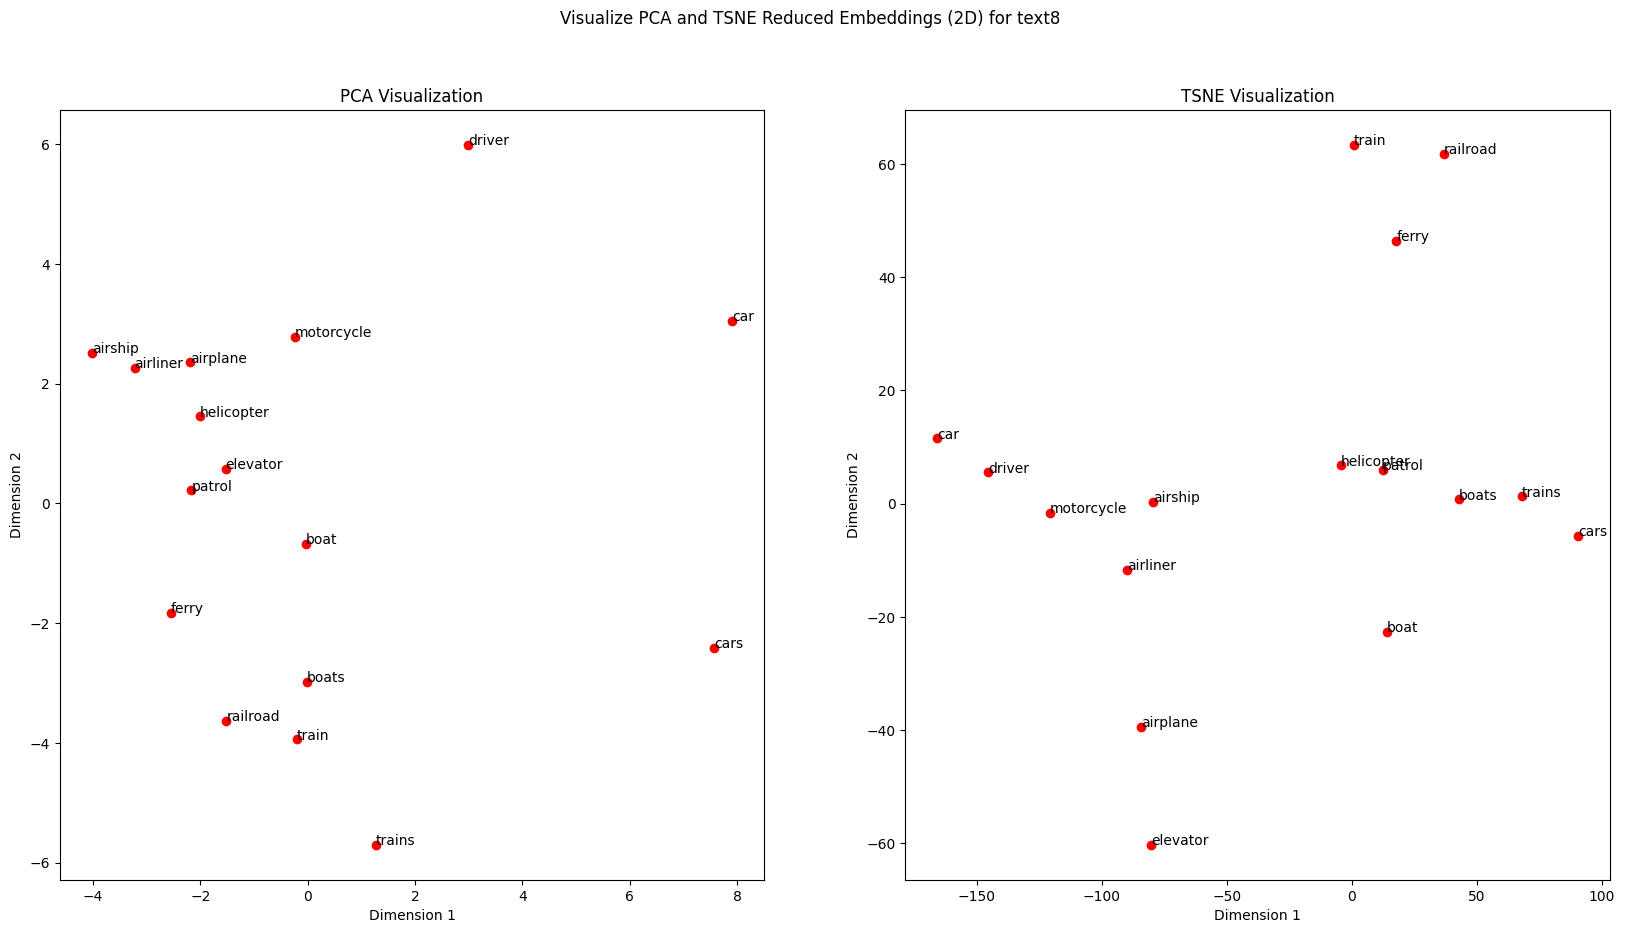 Visualize PCA and TSNE Reduced Embeddings (2D) for text8
PCA Visualization
6
4
2
0
−2
−4
−6
Dimension 2
driver
car
motorcycle
airship
airliner
airplane
helicopter
elevator
patrol
boat
ferry
cars
boats
railroad
train
trains
−4
−2
0
2
4
6
8
Dimension 1
TSNE Visualization
60
40
20
0
−20
−40
−60
Dimension 2
train
railroad
ferry
car
driver
helicopter
patrol
motorcycle
airship
boats
trains
cars
airliner
boat
airplane
elevator
−150
−100
−50
0
50
100
Dimension 1